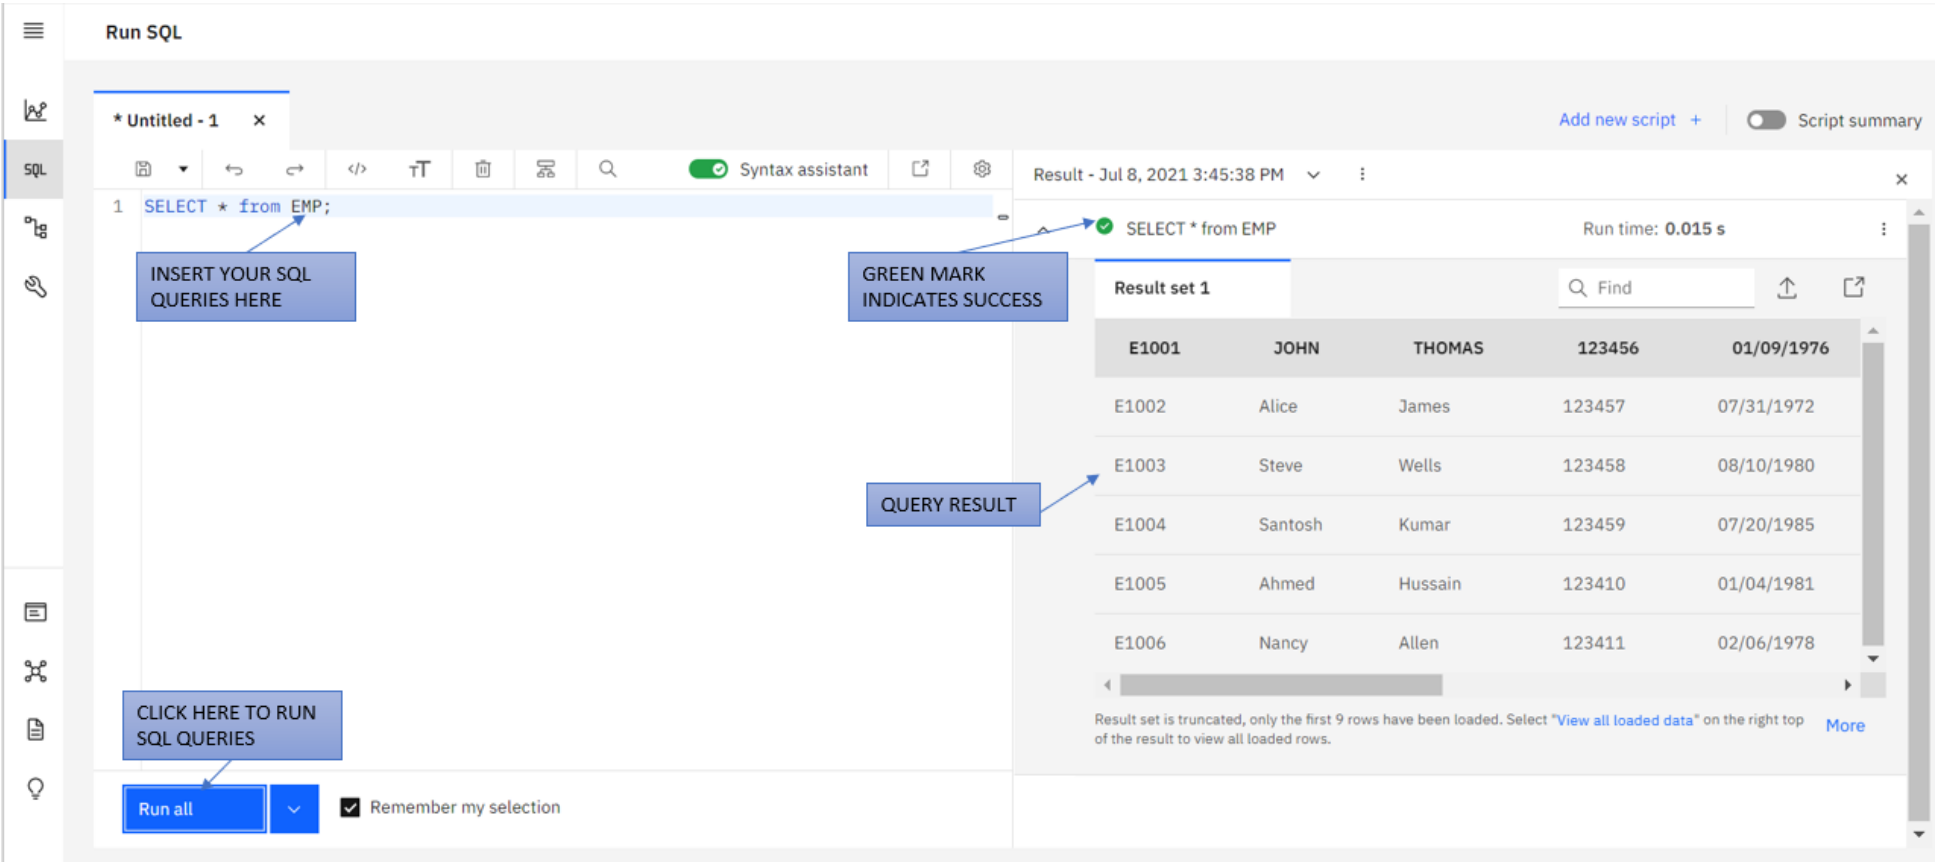 Run SQL
* Untitled - 1
Add new script +
Script summary
SQL
Syntax assistant
Result - Jul 8, 2021 3:45:38 PM
1 SELECT * from EMP;
SELECT * from EMP
Run time: 0.015 s
INSERT YOUR SQL
QUERIES HERE
GREEN MARK
INDICATES SUCCESS
Result set 1
Find
E1001 JOHN THOMAS 123456 01/09/1976
E1002 Alice James 123457 07/31/1972
E1003 Steve Wells 123458 08/10/1980
QUERY RESULT
E1004 Santosh Kumar 123459 07/20/1985
E1005 Ahmed Hussain 123410 01/04/1981
E1006 Nancy Allen 123411 02/06/1978
Result set is truncated, only the first 9 rows have been loaded. Select "View all loaded data" on the right top
of the result to view all loaded rows.
More
CLICK HERE TO RUN
SQL QUERIES
Run all
Remember my selection